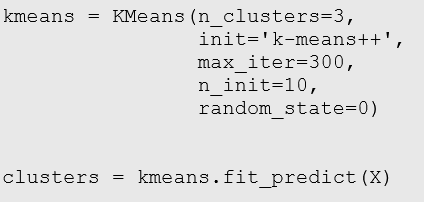 kmeans = KMeans(n_clusters=3,
                init='k-means++',
                max_iter=300,
                n_init=10,
                random_state=0)
clusters = kmeans.fit_predict(X)